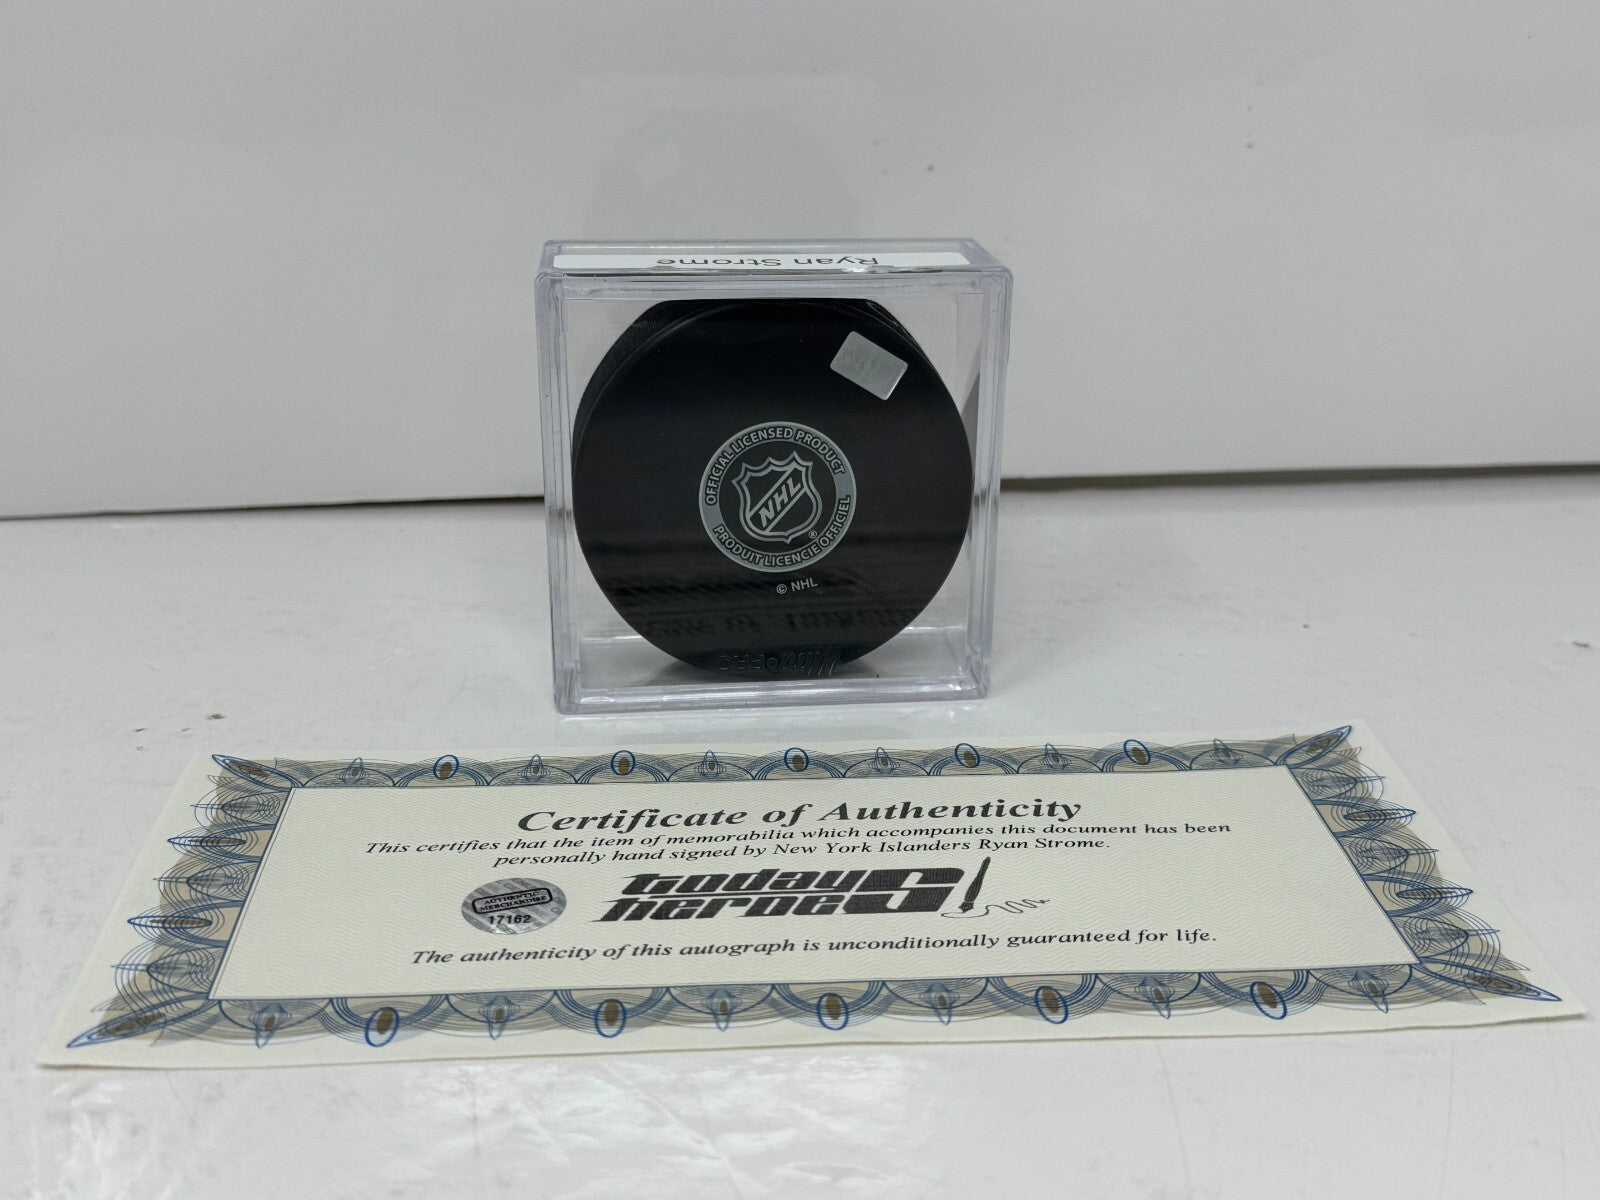 Ryan Strome
OFFICIAL LICENSED PRODUCT
NHL
®
PRODUIT LICENCIE OFFICIEL
© NHL
Certificate of Authenticity
This certifies that the item of memorabilia which accompanies this document has been
personally hand signed by New York Islanders Ryan Strome.
AUTHENTIC
MERCHANDISE
17162
todayS
heroeS
The authenticity of this autograph is unconditionally guaranteed for life.